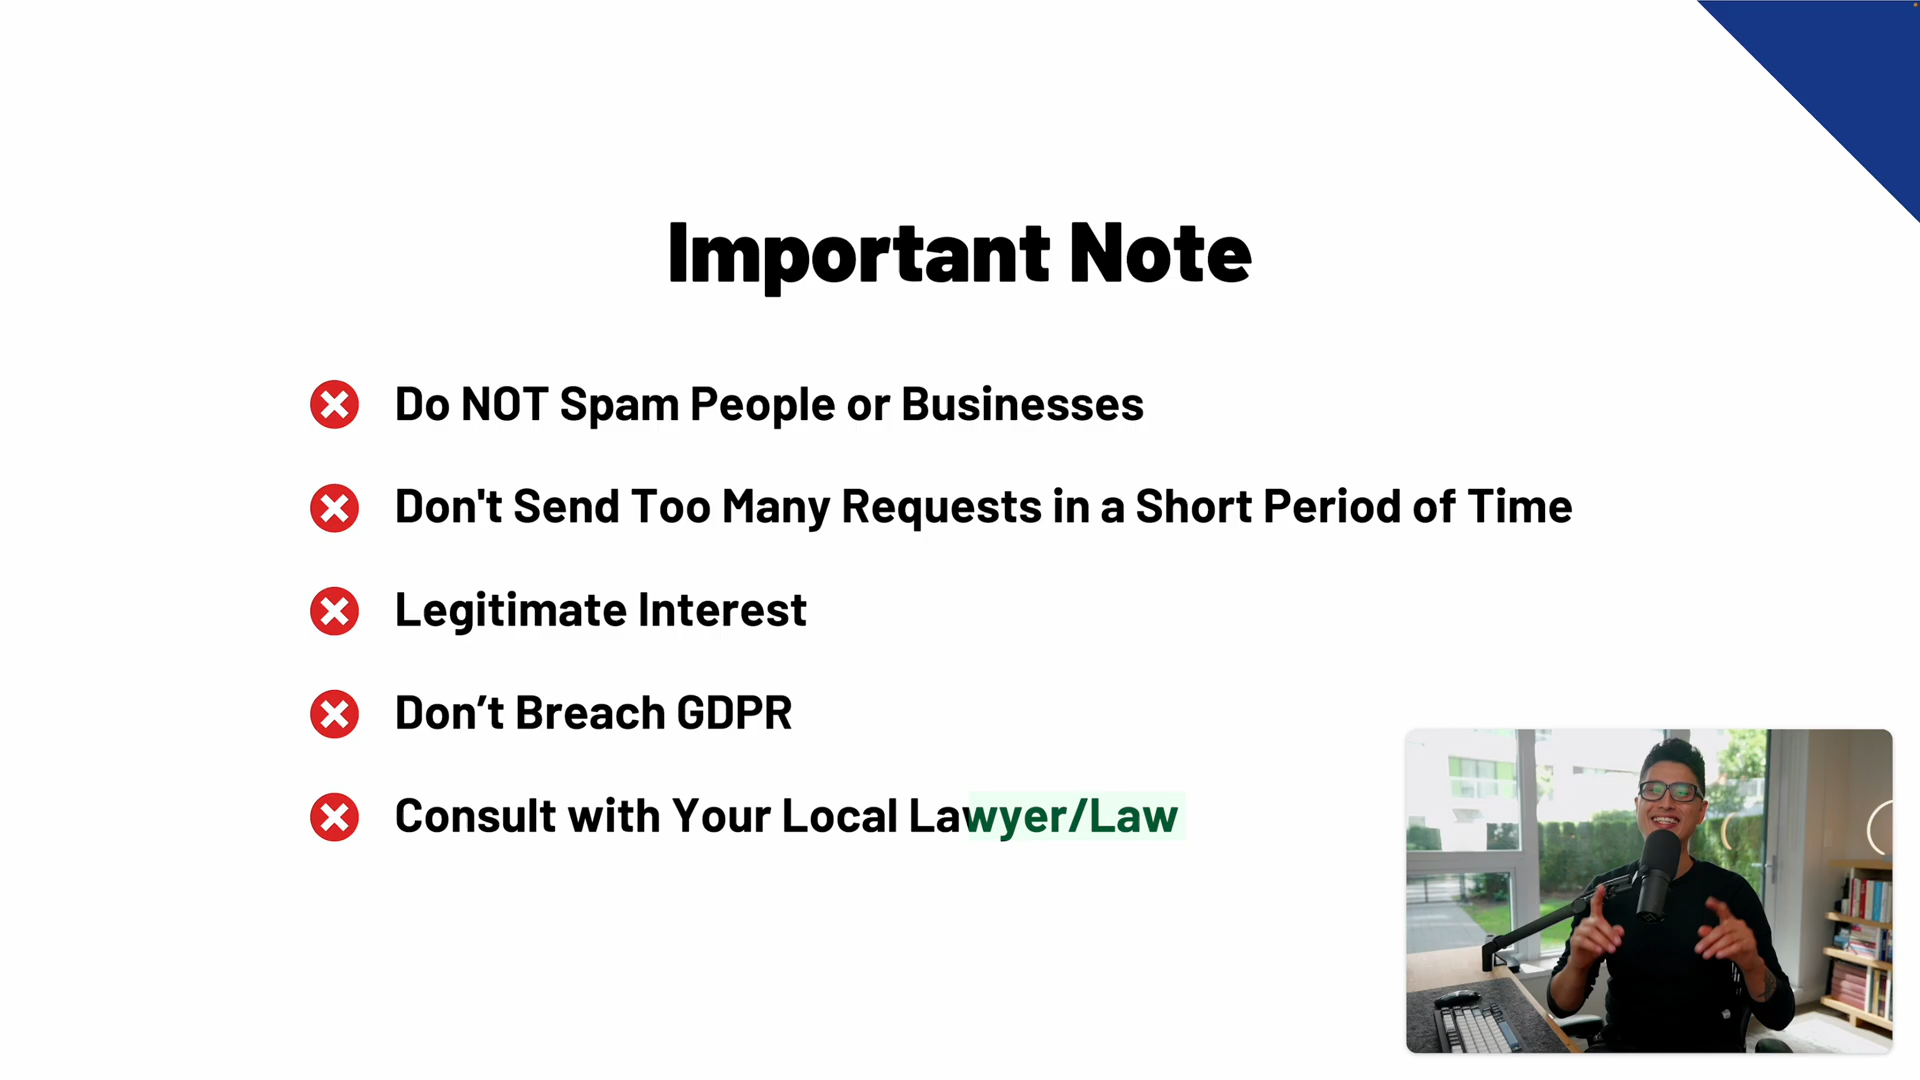 Important Note
Do NOT Spam People or Businesses
Don't Send Too Many Requests in a Short Period of Time
Legitimate Interest
Don’t Breach GDPR
Consult with Your Local Lawyer/Law